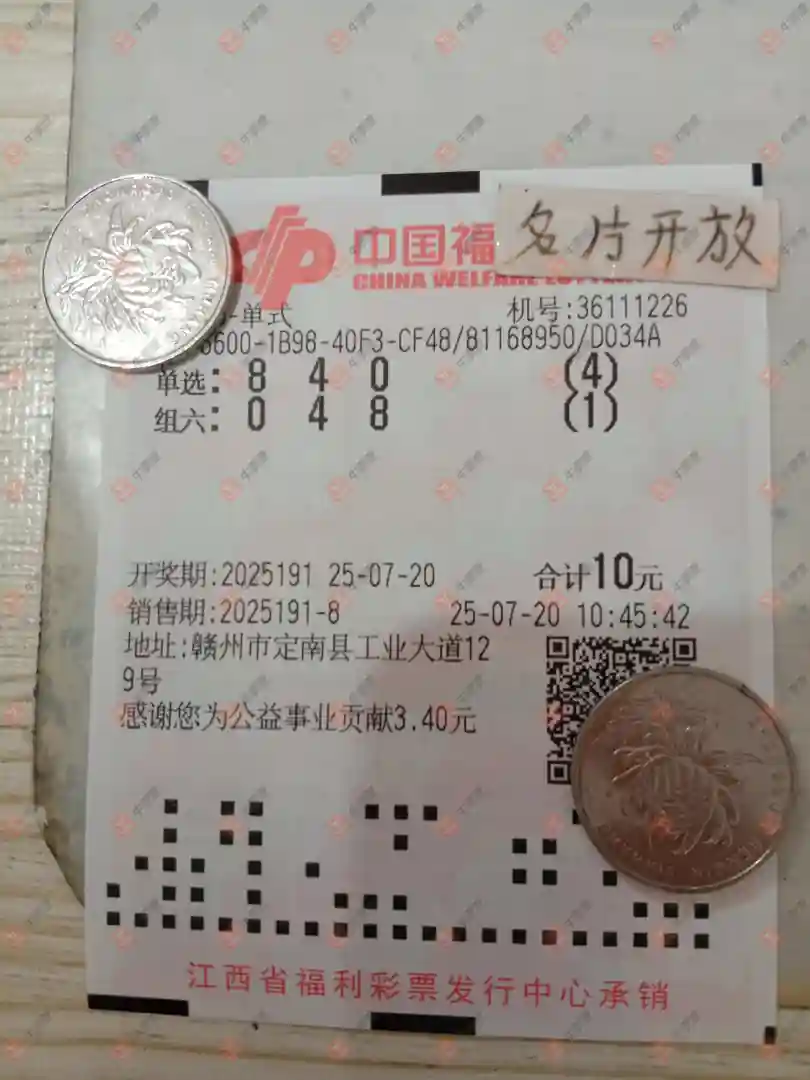 中国福
名片开放
CHINA WELFARE
-单式
机号:36111226
6600-1B98-40F3-CF48/81168950/D034A
单选: 8 4 0 (4)
组六: 0 4 8 (1)
开奖期:2025191 25-07-20 合计10元
销售期:2025191-8 25-07-20 10:45:42
地址:赣州市定南县工业大道12
9号
感谢您为公益事业贡献3.40元
江西省福利彩票发行中心承销